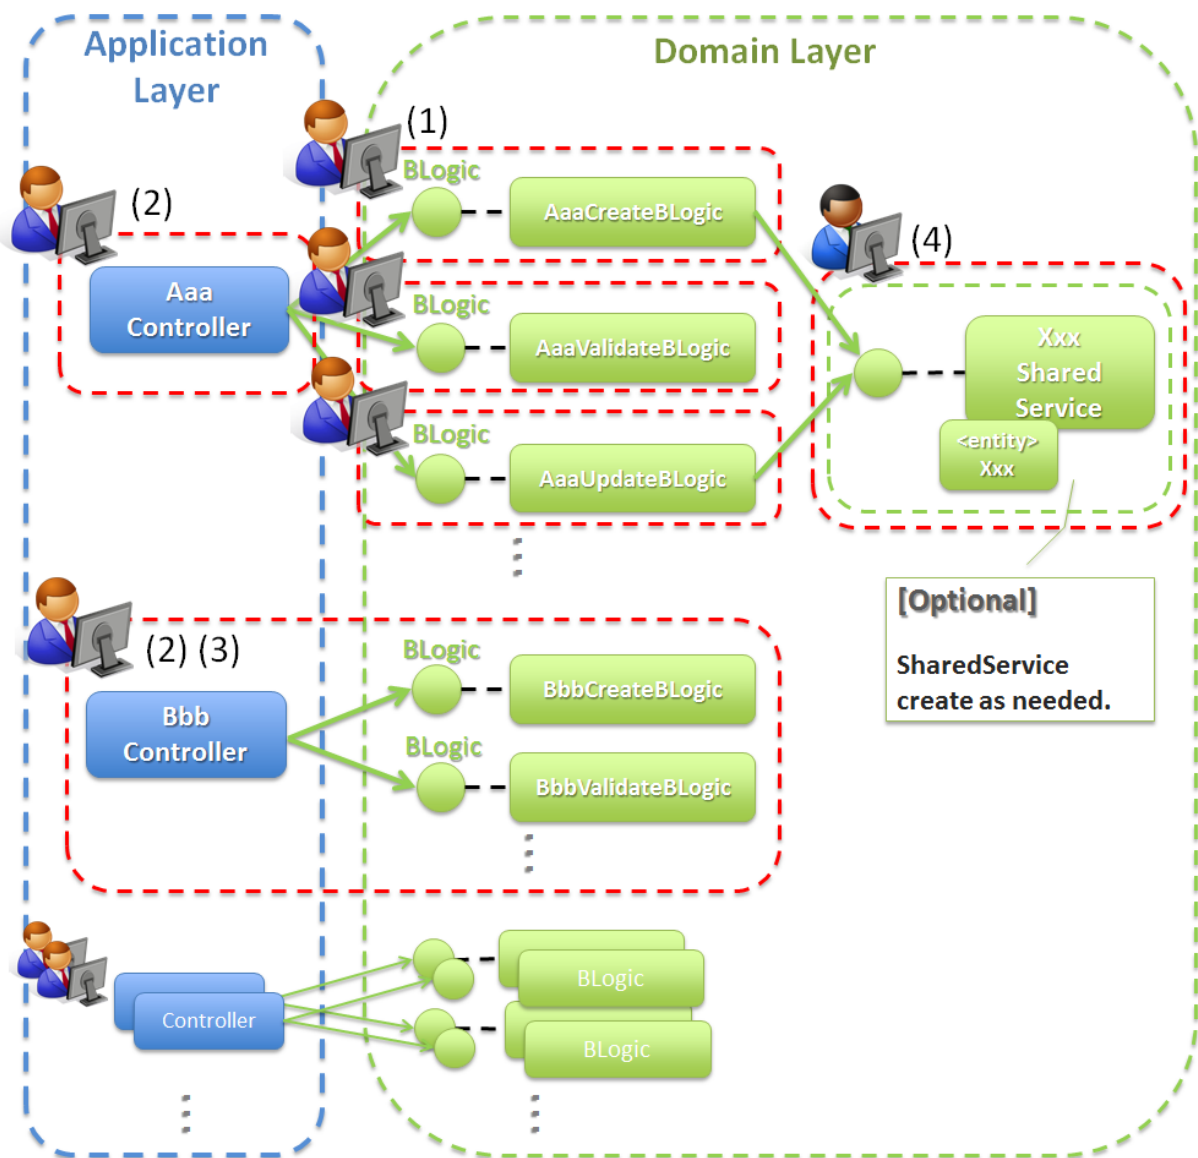 Application
Layer
Domain Layer
(1)
BLogic
AaaCreateBLogic
(2)
Aaa
Controller
BLogic
AaaValidateBLogic
BLogic
AaaUpdateBLogic
(4)
Xxx
Shared
Service
<entity>
Xxx
[Optional]
SharedService
create as needed.
(2) (3)
Bbb
Controller
BLogic
BbbCreateBLogic
BLogic
BbbValidateBLogic
Controller
BLogic
BLogic